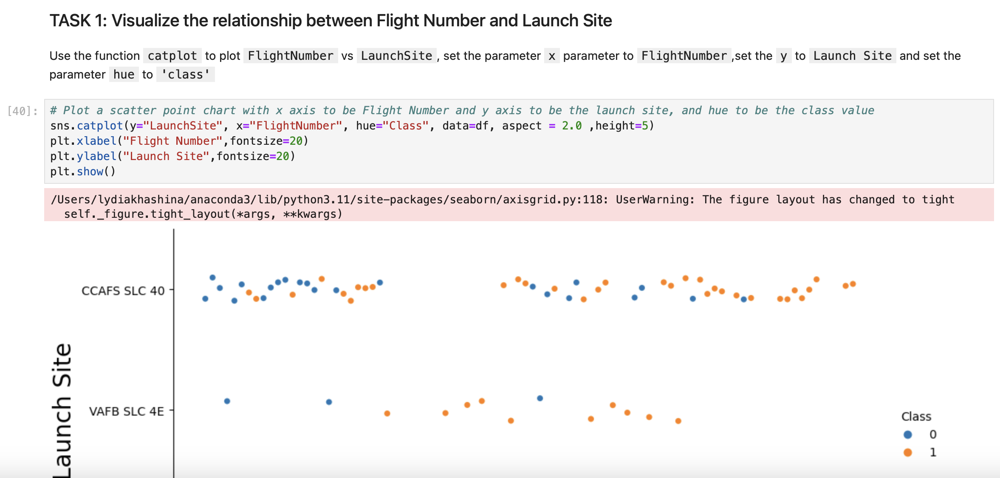 TASK 1: Visualize the relationship between Flight Number and Launch Site
Use the function catplot to plot FlightNumber vs LaunchSite , set the parameter x parameter to FlightNumber ,set the y to Launch Site and set the
parameter hue to 'class'
[40]:
# Plot a scatter point chart with x axis to be Flight Number and y axis to be the launch site, and hue to be the class value
sns.catplot(y="LaunchSite", x="FlightNumber", hue="Class", data=df, aspect = 2.0 ,height=5)
plt.xlabel("Flight Number",fontsize=20)
plt.ylabel("Launch Site",fontsize=20)
plt.show()
/Users/lydiakhashina/anaconda3/lib/python3.11/site-packages/seaborn/axisgrid.py:118: UserWarning: The figure layout has changed to tight
  self._figure.tight_layout(*args, **kwargs)
CCAFS SLC 40
Launch Site
VAFB SLC 4E
Class
0
1